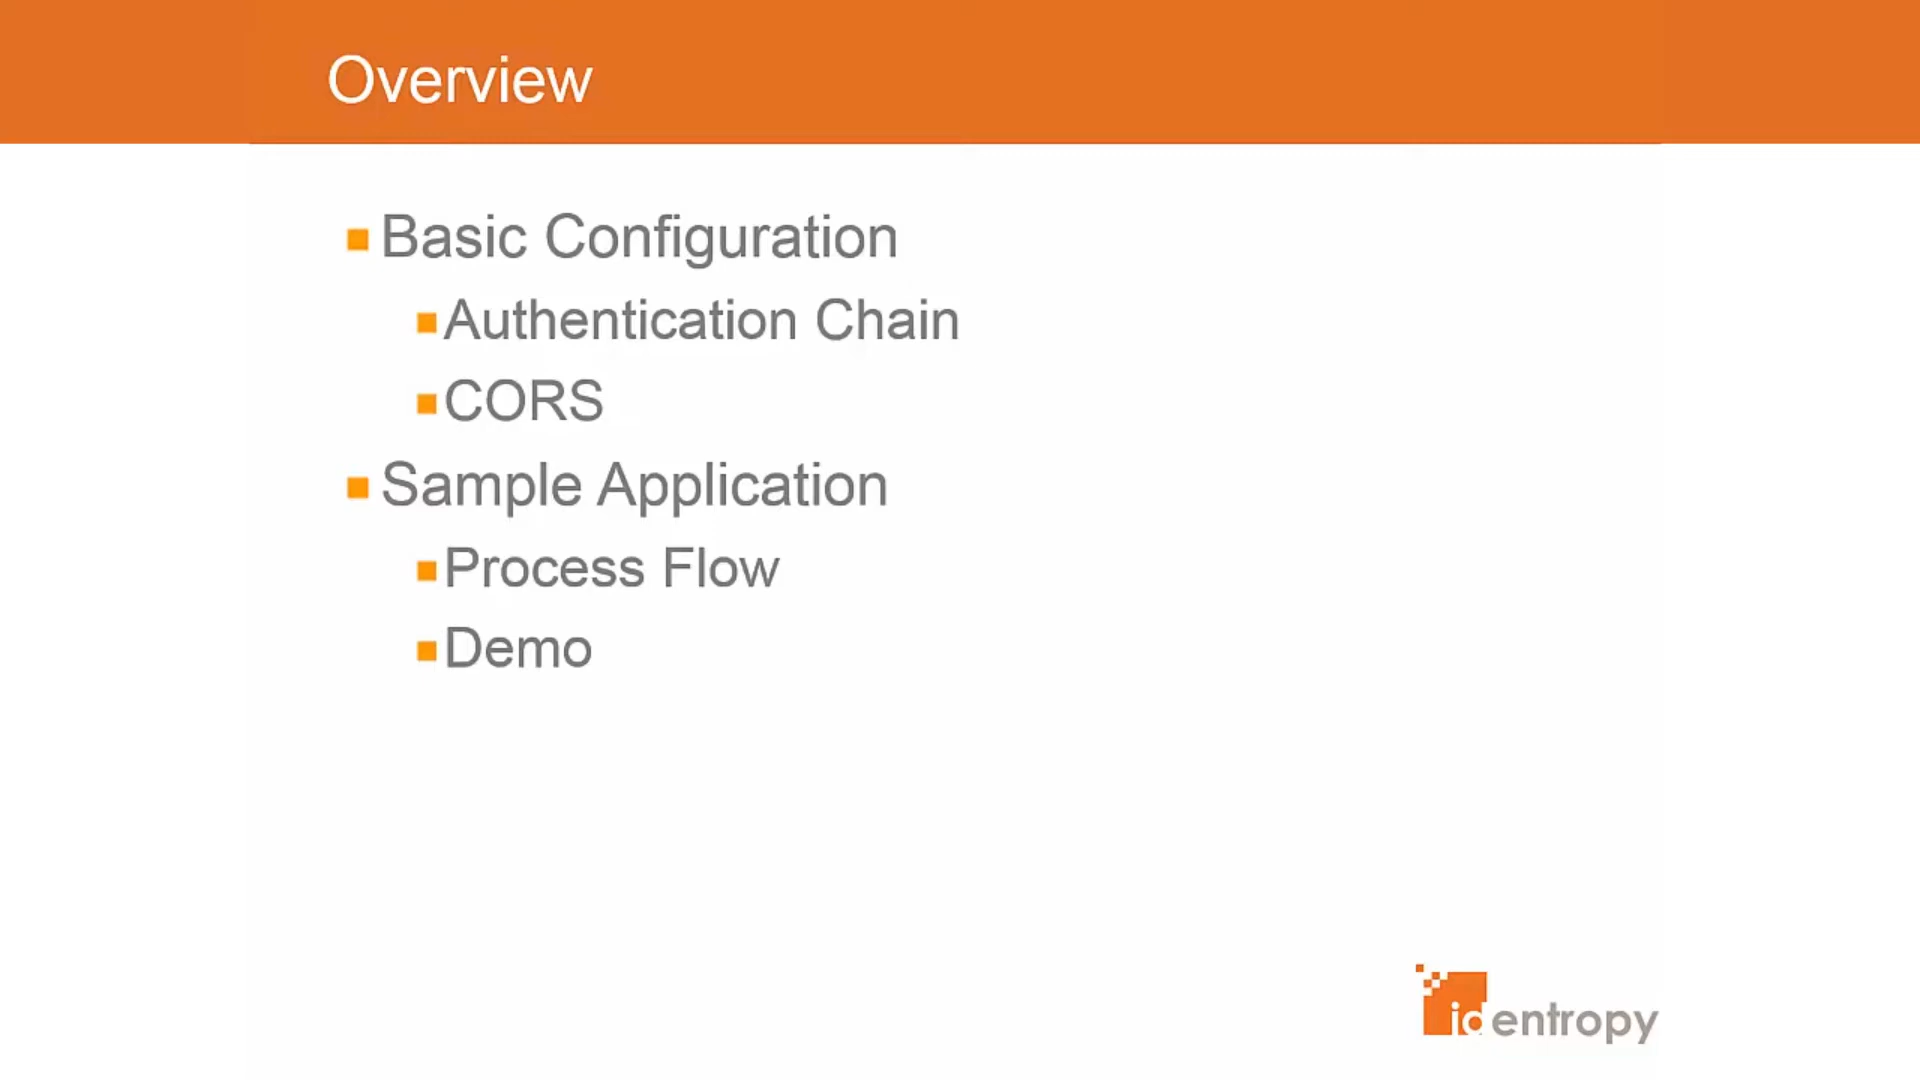 Overview
Basic Configuration
Authentication Chain
CORS
Sample Application
Process Flow
Demo
identropy